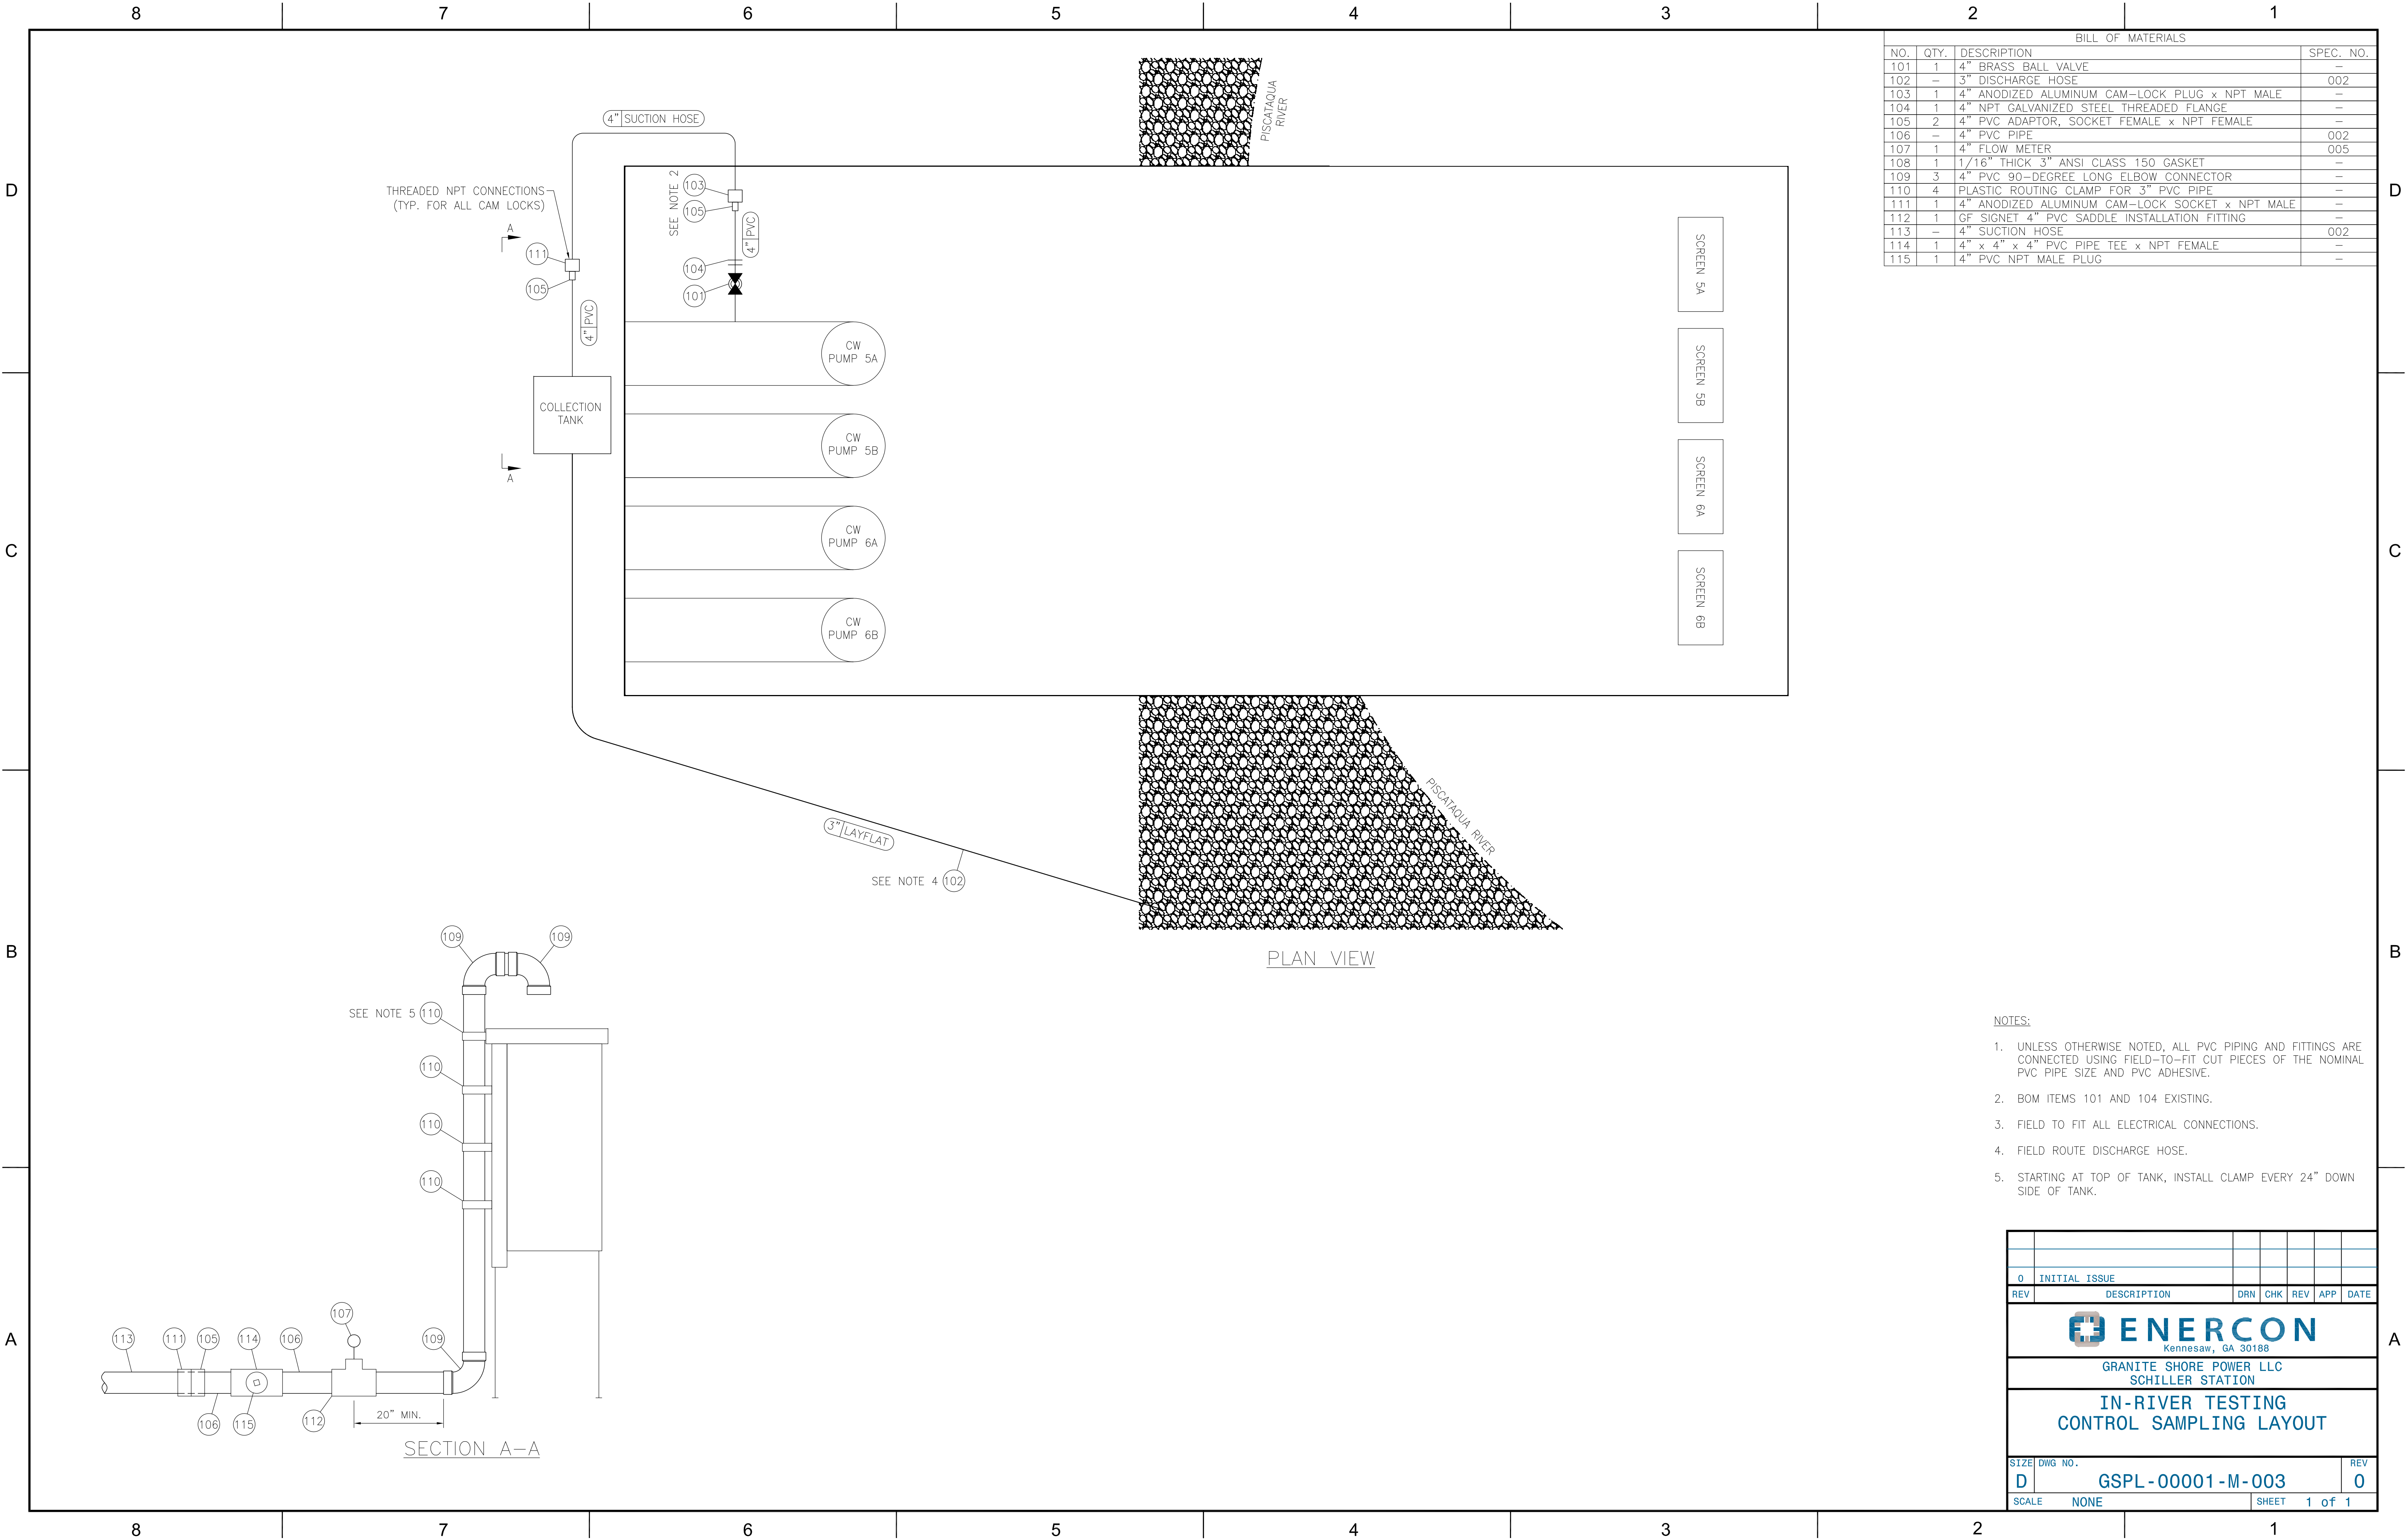 8 7 6 5 4 3 2 1
BILL OF MATERIALS
NO. QTY. DESCRIPTION SPEC. NO.
101 1 4" BRASS BALL VALVE –
102 – 3" DISCHARGE HOSE 002
103 1 4" ANODIZED ALUMINUM CAM–LOCK PLUG x NPT MALE –
104 1 4" NPT GALVANIZED STEEL THREADED FLANGE –
105 2 4" PVC ADAPTOR, SOCKET FEMALE x NPT FEMALE –
106 – 4" PVC PIPE 002
107 1 4" FLOW METER 005
108 1 1/16" THICK 3" ANSI CLASS 150 GASKET –
109 3 4" PVC 90–DEGREE LONG ELBOW CONNECTOR –
110 4 PLASTIC ROUTING CLAMP FOR 3" PVC PIPE –
111 1 4" ANODIZED ALUMINUM CAM–LOCK SOCKET x NPT MALE –
112 1 GF SIGNET 4" PVC SADDLE INSTALLATION FITTING –
113 – 4" SUCTION HOSE 002
114 1 4" x 4" x 4" PVC PIPE TEE x NPT FEMALE –
115 1 4" PVC NPT MALE PLUG –
PISCATAQUA
RIVER
4" SUCTION HOSE
D
D
THREADED NPT CONNECTIONS
(TYP. FOR ALL CAM LOCKS)
SEE NOTE 2
103
105
4" PVC
104
101
A
111
105
4" PVC
COLLECTION
TANK
A
CW
PUMP 5A
CW
PUMP 5B
CW
PUMP 6A
CW
PUMP 6B
SCREEN 5A
SCREEN 5B
SCREEN 6A
SCREEN 6B
C
C
3" LAYFLAT
SEE NOTE 4 102
PISCATAQUA RIVER
PLAN VIEW
B
B
109
109
SEE NOTE 5 110
110
110
110
107
113
111
105
114
106
109
106
115
112
20" MIN.
SECTION A–A
NOTES:
1. UNLESS OTHERWISE NOTED, ALL PVC PIPING AND FITTINGS ARE
CONNECTED USING FIELD–TO–FIT CUT PIECES OF THE NOMINAL
PVC PIPE SIZE AND PVC ADHESIVE.
2. BOM ITEMS 101 AND 104 EXISTING.
3. FIELD TO FIT ALL ELECTRICAL CONNECTIONS.
4. FIELD ROUTE DISCHARGE HOSE.
5. STARTING AT TOP OF TANK, INSTALL CLAMP EVERY 24" DOWN
SIDE OF TANK.
A
A
0 INITIAL ISSUE
REV DESCRIPTION DRN CHK REV APP DATE
ENERCON
Kennesaw, GA 30188
GRANITE SHORE POWER LLC
SCHILLER STATION
IN-RIVER TESTING
CONTROL SAMPLING LAYOUT
SIZE DWG NO. REV
D GSPL-00001-M-003 0
SCALE NONE SHEET 1 of 1
8 7 6 5 4 3 2 1